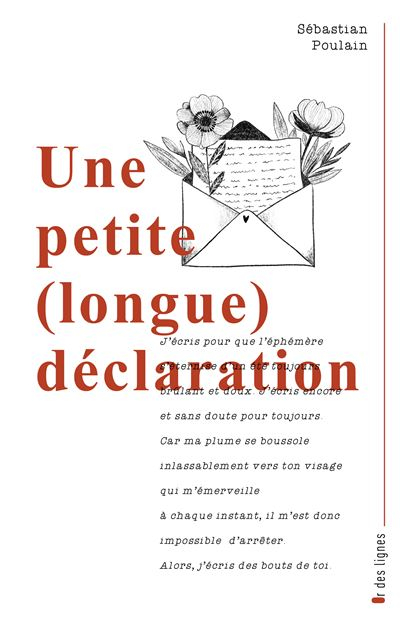 Sébastian
Poulain
Une
petite
(longue)
déclaration
J'écris pour que l'éphémère
s'éternise d'un été toujours
brûlant et doux. J'écris encore
et sans doute pour toujours.
Car ma plume se boussole
inlassablement vers ton visage
qui m'émerveille
à chaque instant, il m'est donc
impossible d'arrêter.
Alors, j'écris des bouts de toi.
Or des lignes